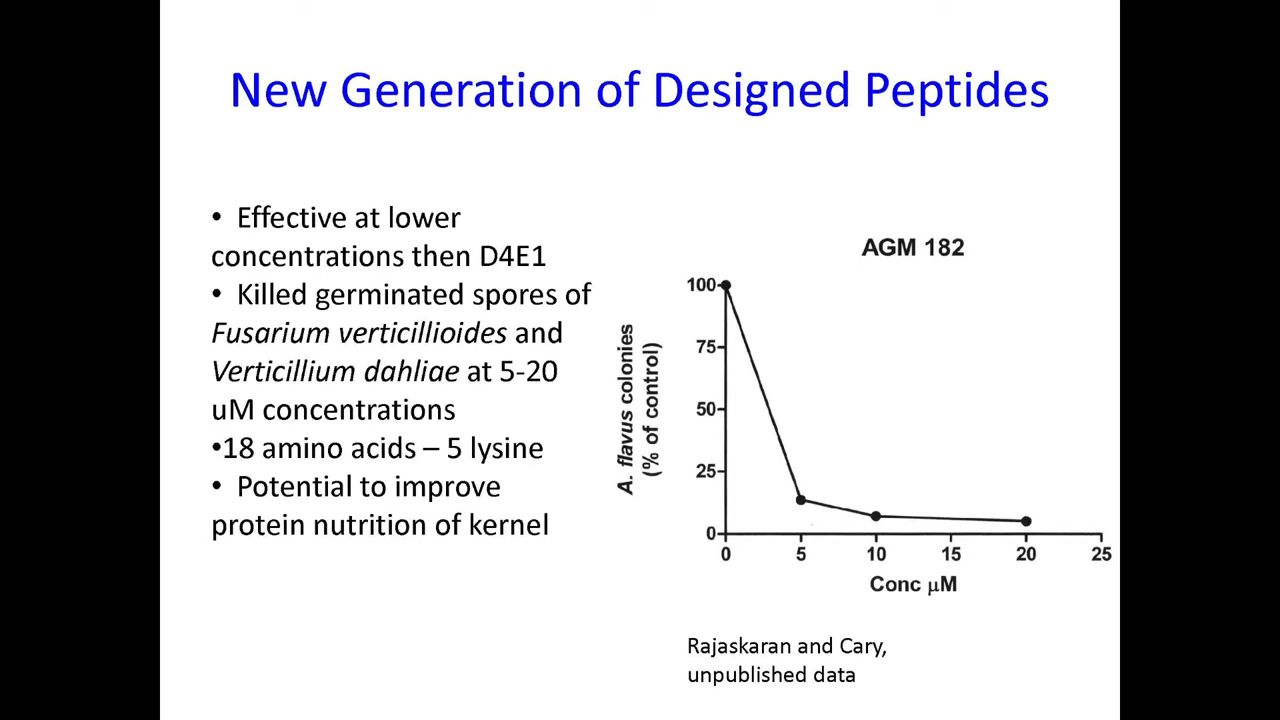 New Generation of Designed Peptides
• Effective at lower
concentrations then D4E1
• Killed germinated spores of
Fusarium verticillioides and
Verticillium dahliae at 5-20
uM concentrations
•18 amino acids – 5 lysine
• Potential to improve
protein nutrition of kernel
AGM 182
A. flavus colonies
(% of control)
100
75
50
25
0
0 5 10 15 20 25
Conc μM
Rajaskaran and Cary,
unpublished data